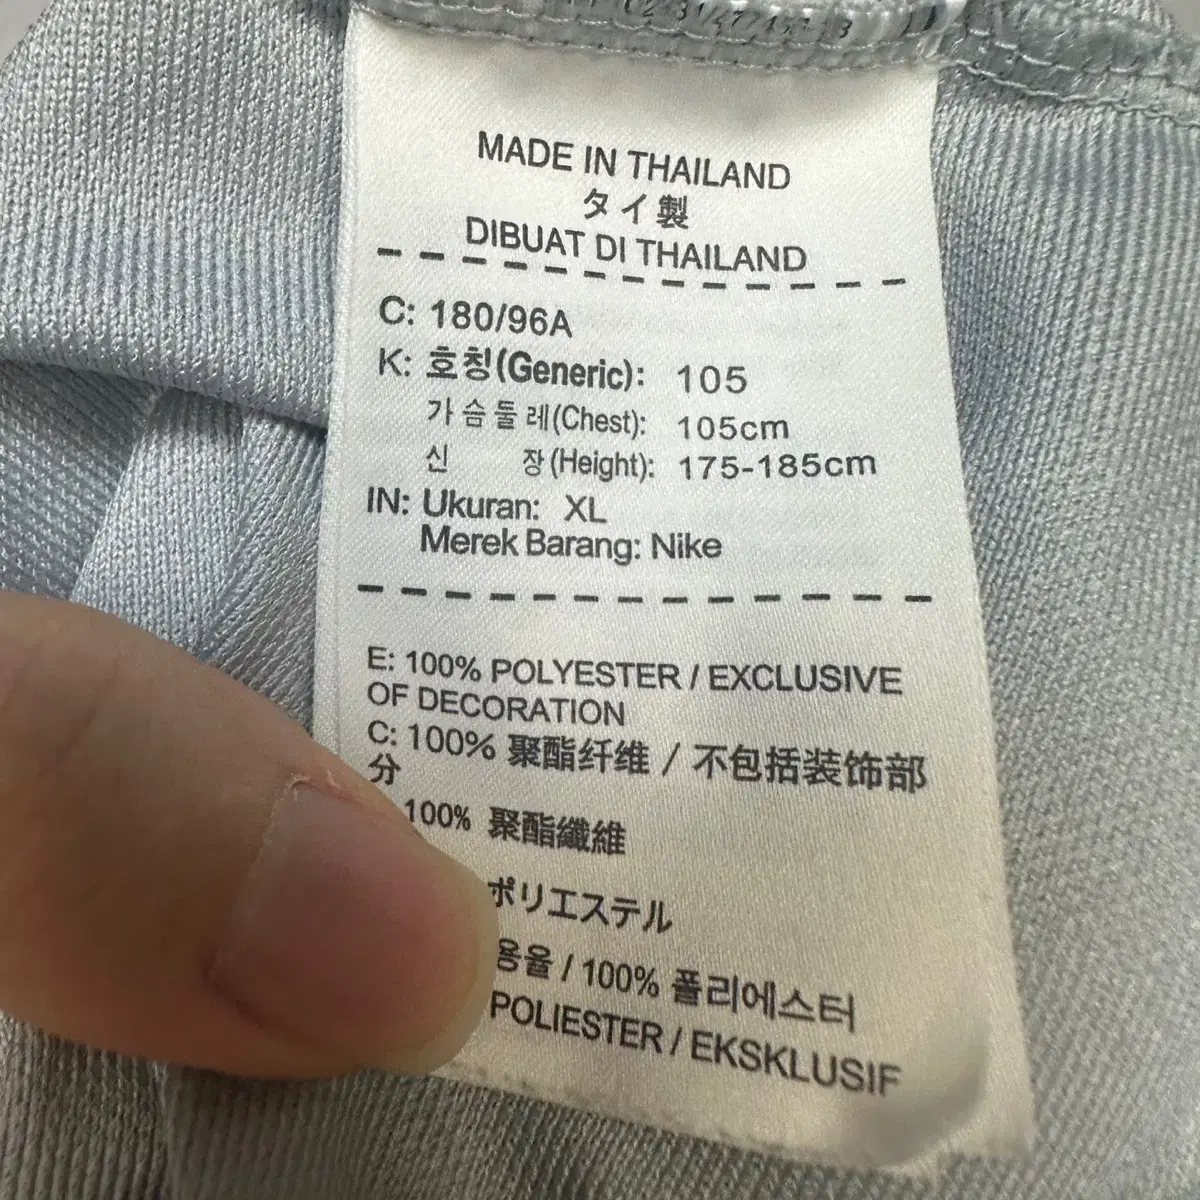 MADE IN THAILAND
タイ製
DIBUAT DI THAILAND
C: 180/96A
K: 호칭(Generic): 105
가슴둘레(Chest): 105cm
신 장(Height): 175-185cm
IN: Ukuran: XL
Merek Barang: Nike
E: 100% POLYESTER / EXCLUSIVE
OF DECORATION
C: 100% 聚酯纤维 / 不包括装饰部
分
100% 聚酯纖維
ポリエステル
용율 / 100% 폴리에스터
POLIESTER / EKSKLUSIF